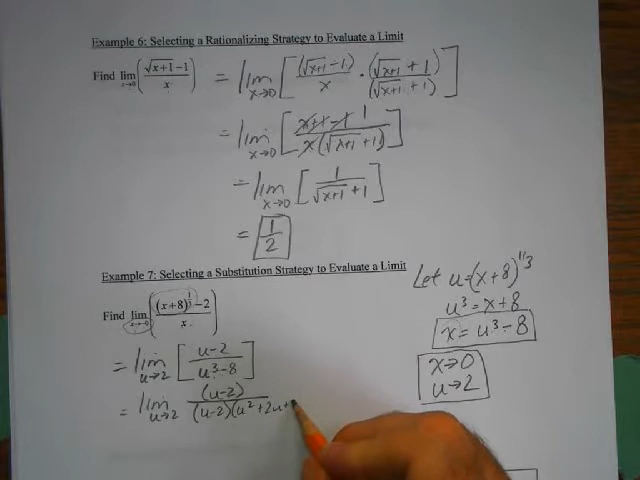 Example 6: Selecting a Rationalizing Strategy to Evaluate a Limit
Find lim x→0 (√(x+1) − 1 / x) = lim x→0 [ (√(x+1) − 1) / x · (√(x+1) + 1) / (√(x+1) + 1) ]
= lim x→0 [ x+1−1 1 / x(√(x+1) + 1) ]
= lim x→0 [ 1 / √(x+1) + 1 ]
= 1/2
Example 7: Selecting a Substitution Strategy to Evaluate a Limit
Find lim x→0 ((x+8)^(1/3) − 2 / x)
= lim u→2 [ u−2 / u³−8 ]
= lim u→2 (u−2) / (u−2)(u²+2u+
Let u=(x+8)^(1/3)
u³ = x+8
x = u³−8
x→0
u→2